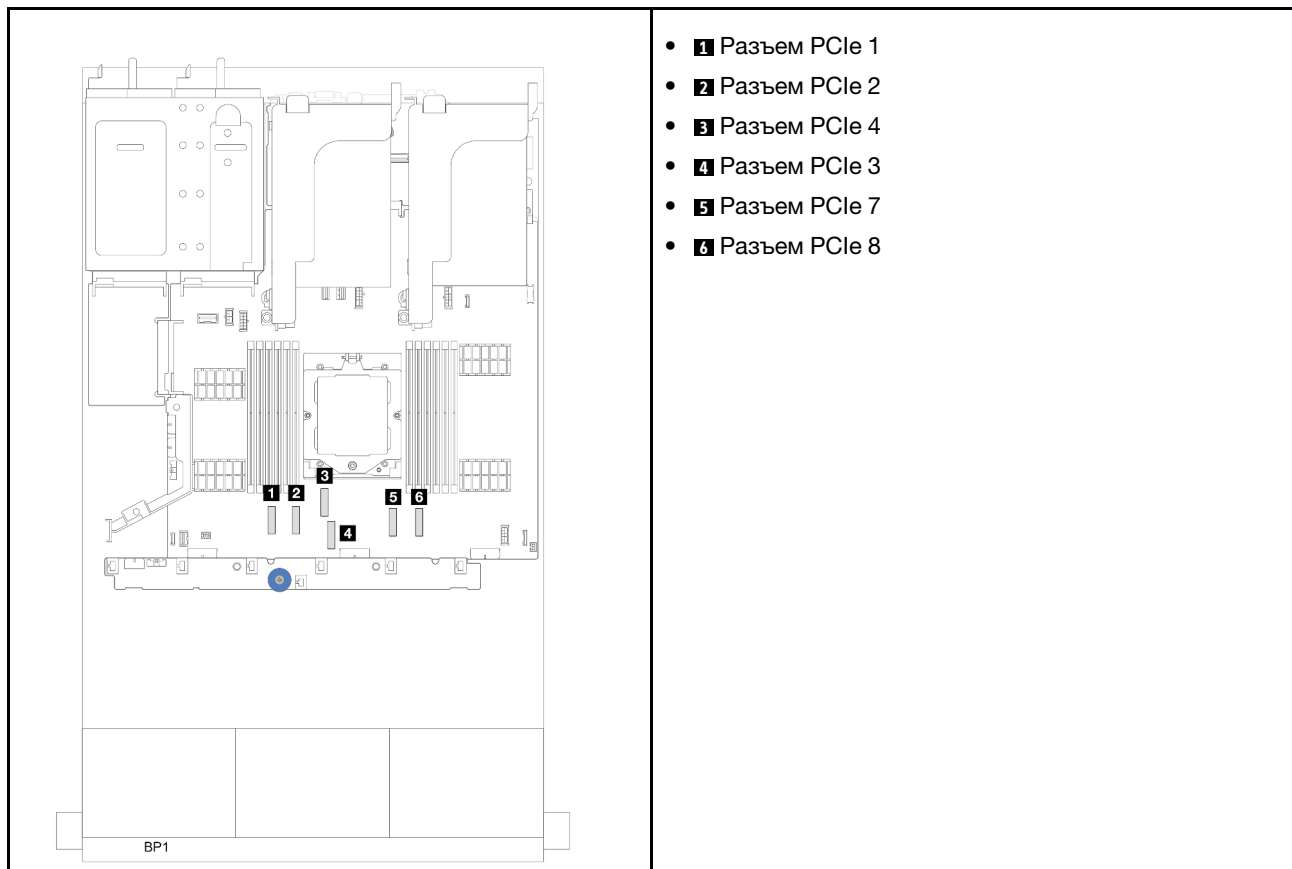 1 Разъем PCIe 1
2 Разъем PCIe 2
3 Разъем PCIe 4
4 Разъем PCIe 3
5 Разъем PCIe 7
6 Разъем PCIe 8
3
1 2 5 6
4
BP1